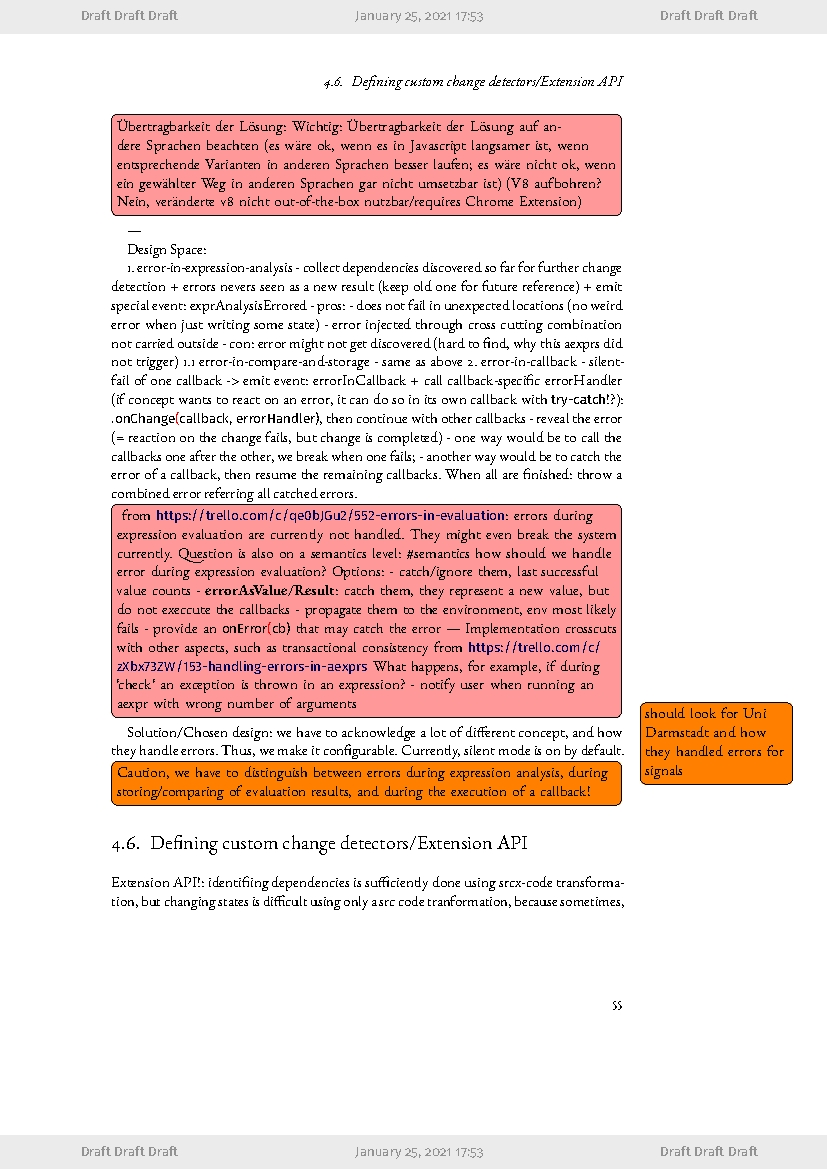 Draft Draft Draft January 25, 2021 17:53 Draft Draft Draft
4.6. Defining custom change detectors/Extension API
Übertragbarkeit der Lösung: Wichtig: Übertragbarkeit der Lösung auf an-
dere Sprachen beachten (es wäre ok, wenn es in Javascript langsamer ist, wenn
entsprechende Varianten in anderen Sprachen besser laufen; es wäre nicht ok, wenn
ein gewählter Weg in anderen Sprachen gar nicht umsetzbar ist) (V8 aufbohren?
Nein, veränderte v8 nicht out-of-the-box nutzbar/requires Chrome Extension)
—
Design Space:
1. error-in-expression-analysis - collect dependencies discovered so far for further change
detection + errors nevers seen as a new result (keep old one for future reference) + emit
special event: exprAnalysisErrored - pros: - does not fail in unexpected locations (no weird
error when just writing some state) - error injected through cross cutting combination
not carried outside - con: error might not get discovered (hard to find, why this aexprs did
not trigger) 1.1 error-in-compare-and-storage - same as above 2. error-in-callback - silent-
fail of one callback -> emit event: errorInCallback + call callback-specific errorHandler
(if concept wants to react on an error, it can do so in its own callback with try-catch!?):
.onChange(callback, errorHandler), then continue with other callbacks - reveal the error
(= reaction on the change fails, but change is completed) - one way would be to call the
callbacks one after the other, we break when one fails; - another way would be to catch the
error of a callback, then resume the remaining callbacks. When all are finished: throw a
combined error referring all catched errors.
from https://trello.com/c/qe0bJGu2/552-errors-in-evaluation: errors during
expression evaluation are currently not handled. They might even break the system
currently. Question is also on a semantics level: #semantics how should we handle
error during expression evaluation? Options: - catch/ignore them, last successful
value counts - errorAsValue/Result: catch them, they represent a new value, but
do not execcute the callbacks - propagate them to the environment, env most likely
fails - provide an onError(cb) that may catch the error — Implementation crosscuts
with other aspects, such as transactional consistency from https://trello.com/c/
zXbx73ZW/153-handling-errors-in-aexprs What happens, for example, if during
'check' an exception is thrown in an expression? - notify user when running an
aexpr with wrong number of arguments
should look for Uni
Darmstadt and how
they handled errors for
signals
Solution/Chosen design: we have to acknowledge a lot of different concept, and how
they handle errors. Thus, we make it configurable. Currently, silent mode is on by default.
Caution, we have to distinguish between errors during expression analysis, during
storing/comparing of evaluation results, and during the execution of a callback!
4.6. Defining custom change detectors/Extension API
Extension API!: identifiing dependencies is sufficiently done using srcx-code transforma-
tion, but changing states is difficult using only a src code tranformation, because sometimes,
55
Draft Draft Draft January 25, 2021 17:53 Draft Draft Draft